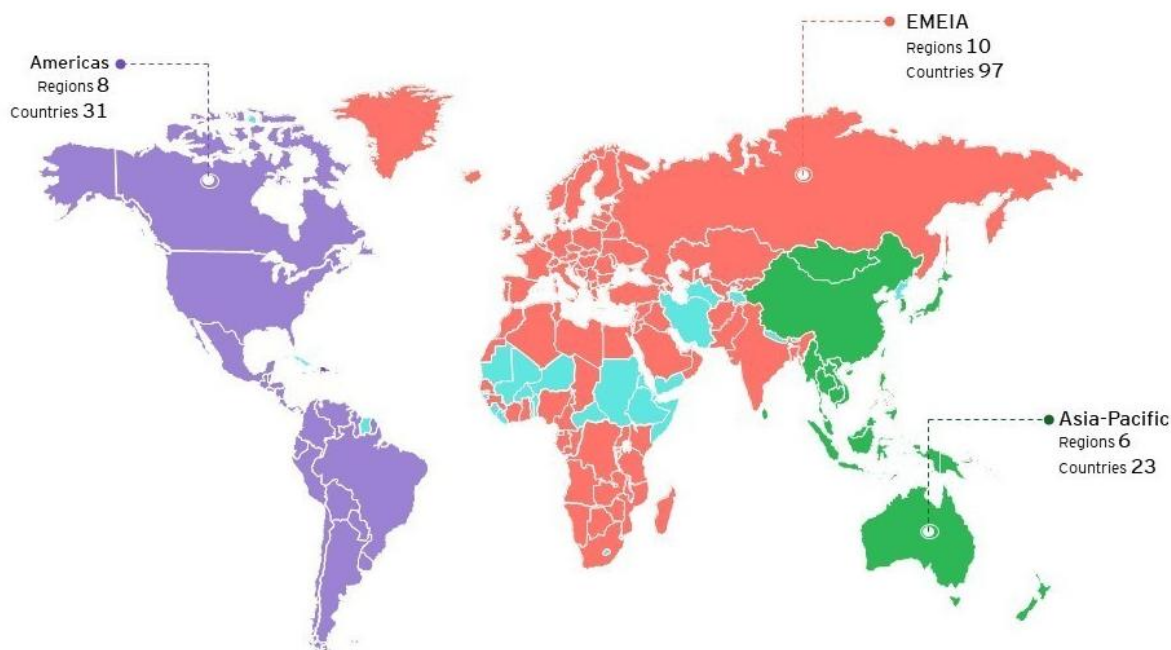 Americas
Regions 8
Countries 31
EMEIA
Regions 10
Countries 97
Asia-Pacific
Regions 6
Countries 23